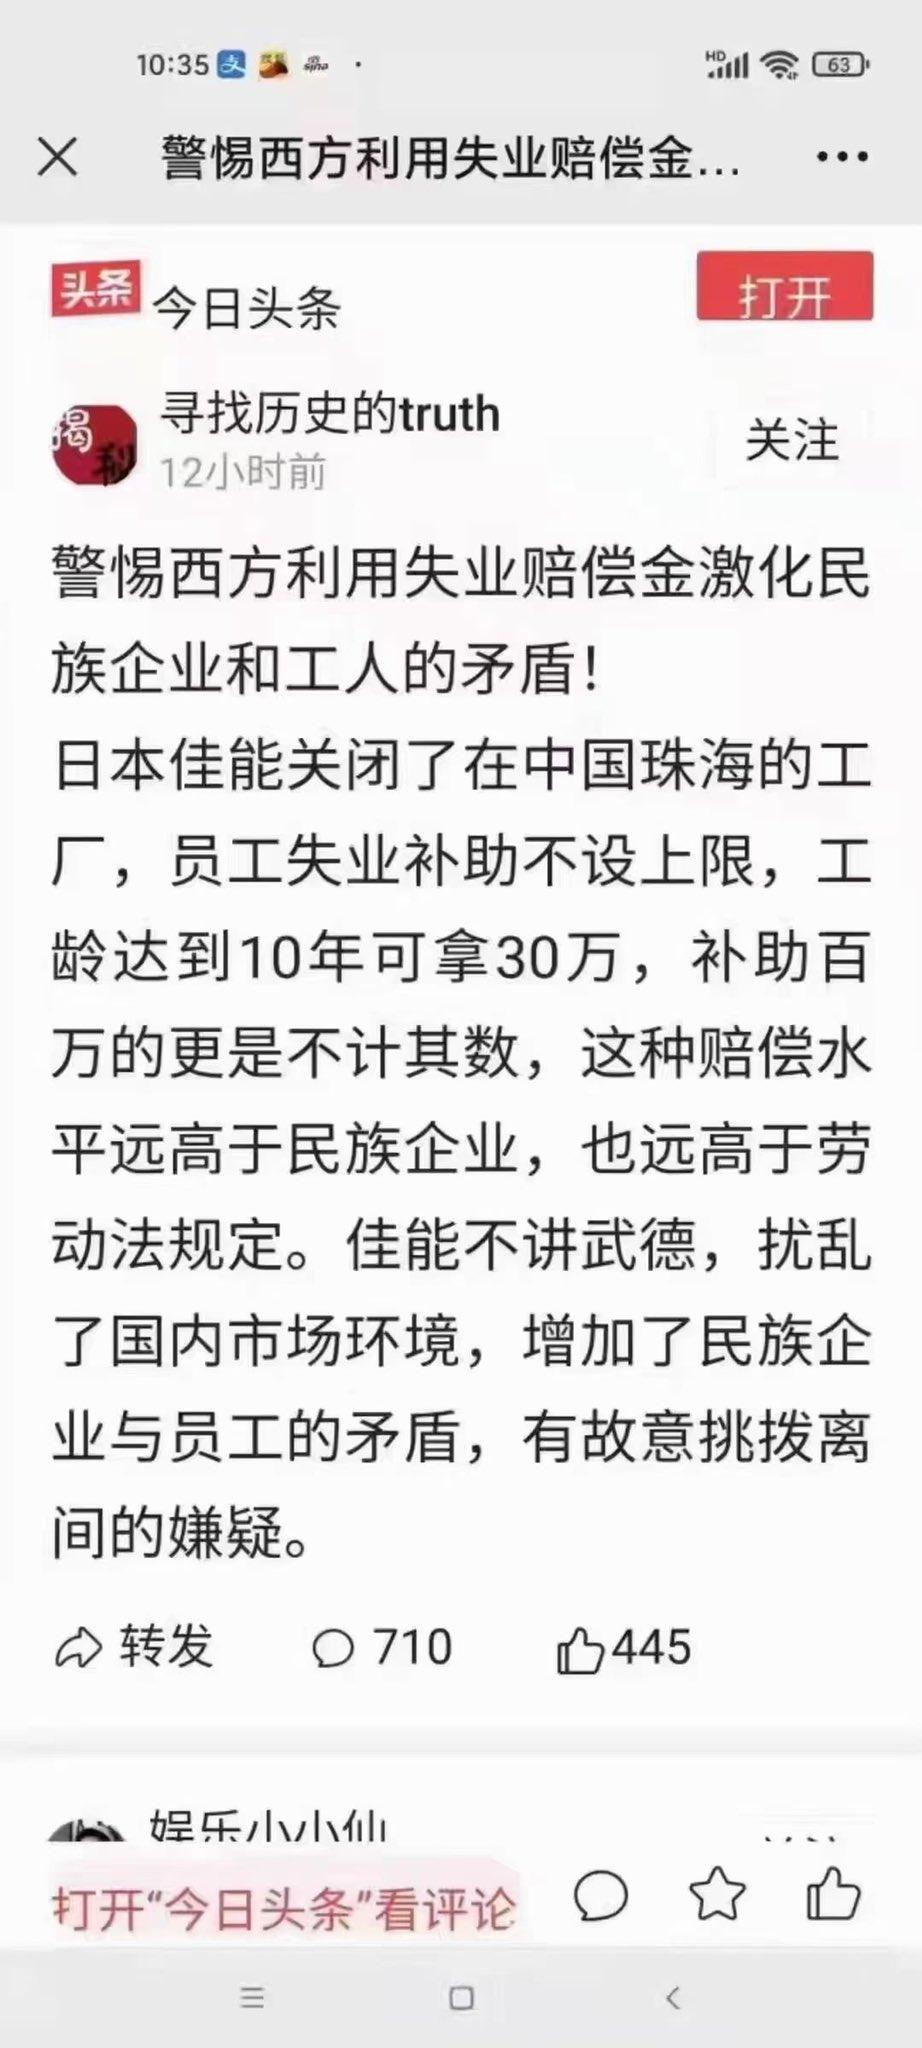 10:35
HD
63
警惕西方利用失业赔偿金...
头条 今日头条
打开
寻找历史的truth
12小时前
关注
警惕西方利用失业赔偿金激化民
族企业和工人的矛盾！
日本佳能关闭了在中国珠海的工
厂，员工失业补助不设上限，工
龄达到10年可拿30万，补助百
万的更是不计其数，这种赔偿水
平远高于民族企业，也远高于劳
动法规定。佳能不讲武德，扰乱
了国内市场环境，增加了民族企
业与员工的矛盾，有故意挑拨离
间的嫌疑。
转发
710
445
娱乐小小仙
打开“今日头条”看评论